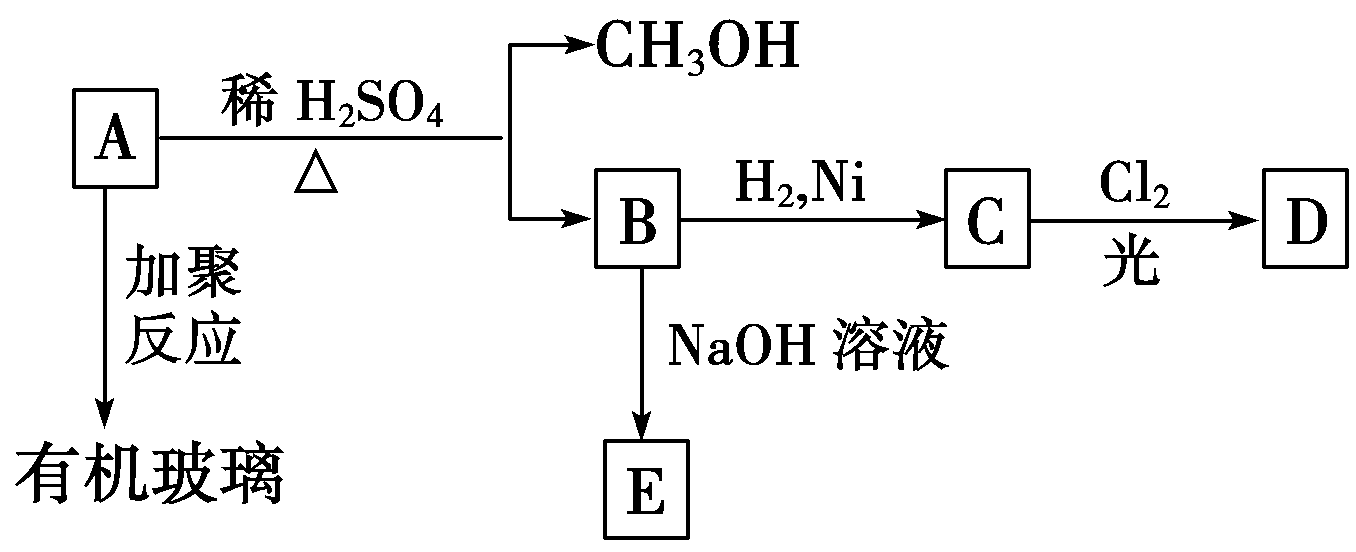 CH₃OH
A
稀 H₂SO₄
△
B
H₂,Ni
C
Cl₂
光
D
加聚
反应
NaOH 溶液
有机玻璃
E